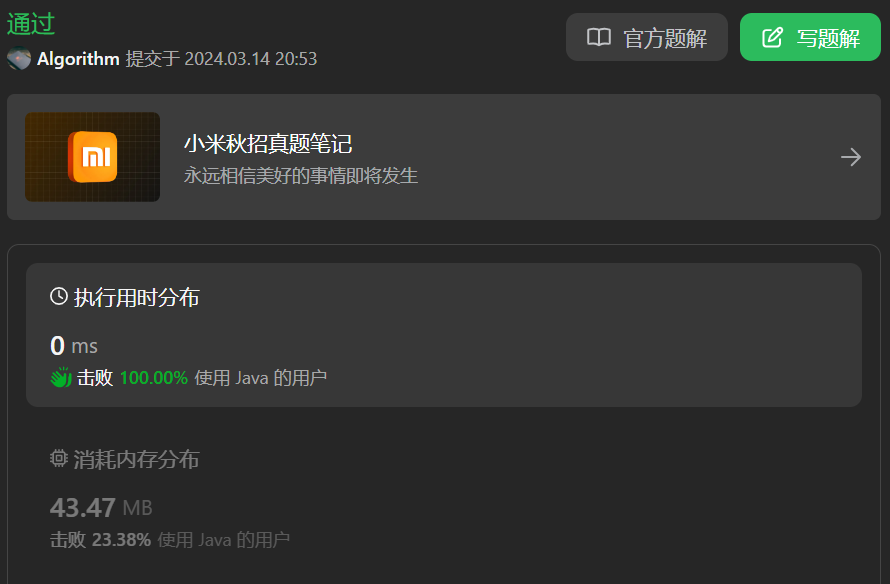 通过
Algorithm 提交于 2024.03.14 20:53
官方题解
写题解
小米秋招真题笔记
永远相信美好的事情即将发生
执行用时分布
0 ms
击败 100.00% 使用 Java 的用户
消耗内存分布
43.47 MB
击败 23.38% 使用 Java 的用户